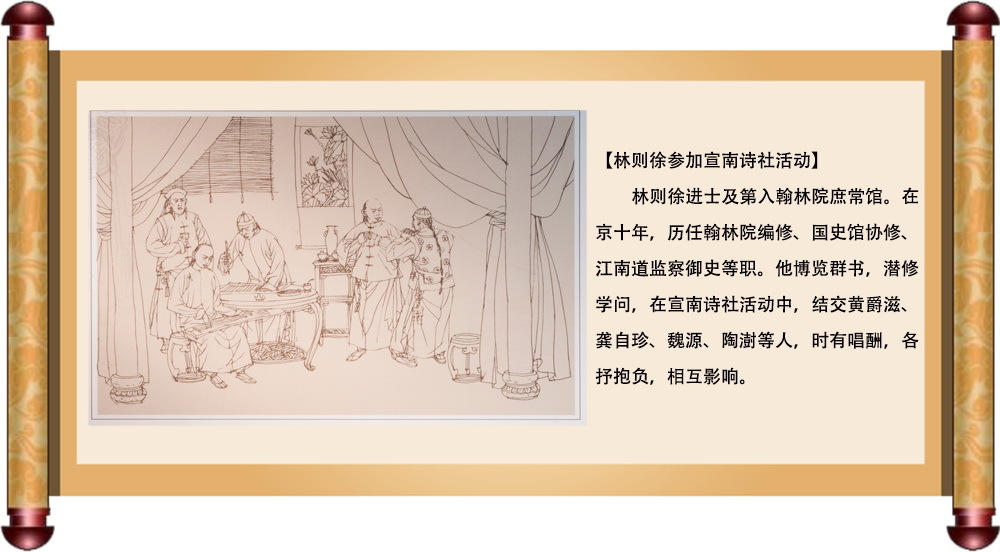 【林则徐参加宣南诗社活动】
林则徐进士及第入翰林院庶常馆。在
京十年，历任翰林院编修、国史馆协修、
江南道监察御史等职。他博览群书，潜修
学问，在宣南诗社活动中，结交黄爵滋、
龚自珍、魏源、陶澍等人，时有唱酬，各
抒抱负，相互影响。